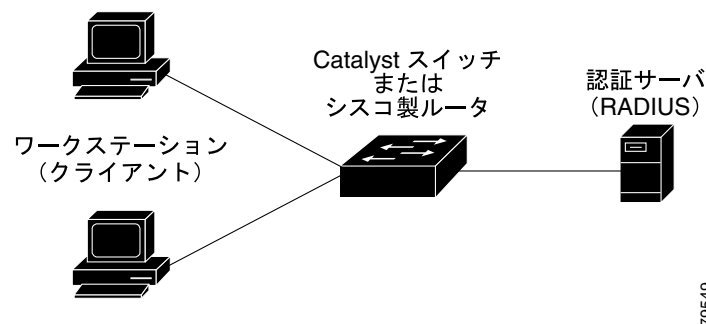 Catalyst スイッチ
または
シスコ製ルータ
認証サーバ
（RADIUS）
ワークステーション
（クライアント）